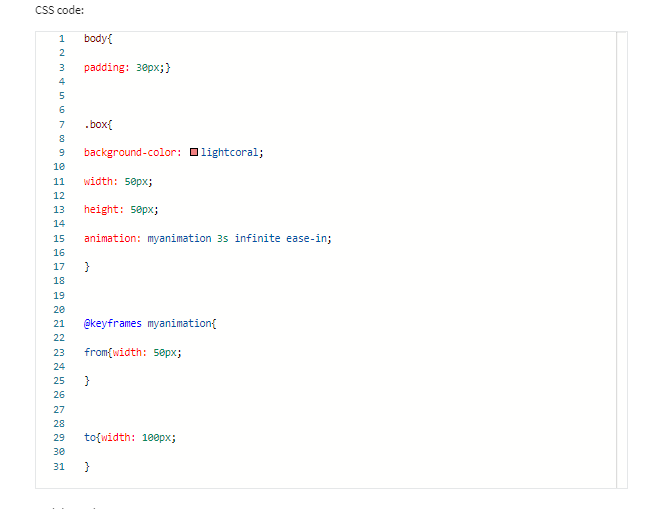 CSS code:
1 body{
2
3 padding: 30px;}
4
5
6
7 .box{
8
9 background-color: lightcoral;
10
11 width: 50px;
12
13 height: 50px;
14
15 animation: myanimation 3s infinite ease-in;
16
17 }
18
19
20
21 @keyframes myanimation{
22
23 from{width: 50px;
24
25 }
26
27
28
29 to{width: 100px;
30
31 }